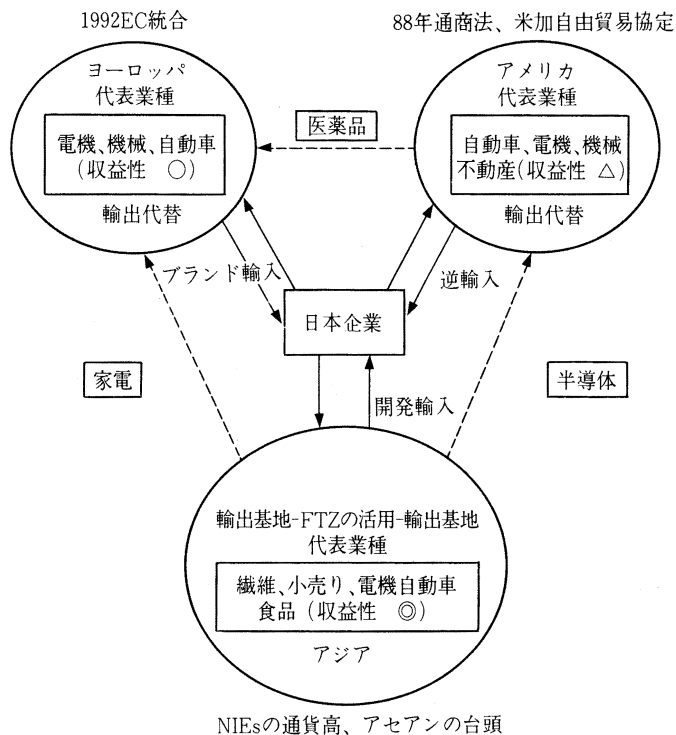 1992EC統合
88年通商法、米加自由貿易協定
ヨーロッパ
代表業種
電機、機械、自動車
(収益性 ○)
輸出代替
アメリカ
代表業種
自動車、電機、機械
不動産(収益性 △)
輸出代替
医薬品
ブランド輸入
逆輸入
日本企業
家電
半導体
開発輸入
輸出基地-FTZの活用-輸出基地
代表業種
繊維、小売り、電機自動車
食品(収益性 ◎)
アジア
NIEsの通貨高、アセアンの台頭